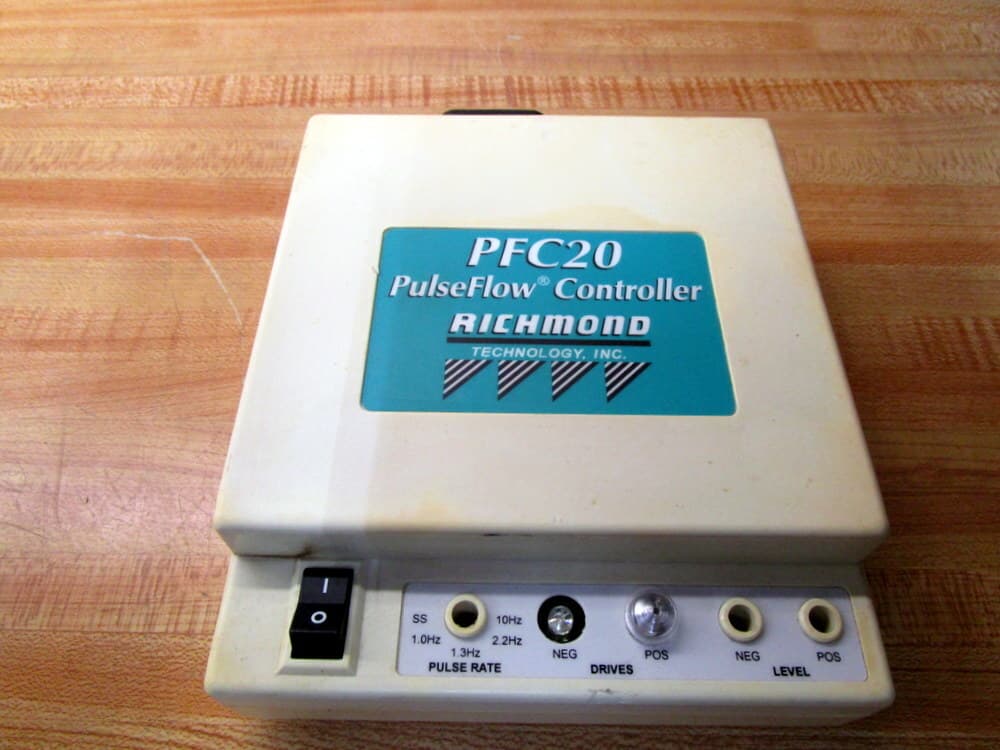 PFC20
PulseFlow® Controller
RICHMOND
TECHNOLOGY, INC.
I
O
SS 10Hz
1.0Hz 2.2Hz
1.3Hz
PULSE RATE
NEG POS
DRIVES
NEG POS
LEVEL